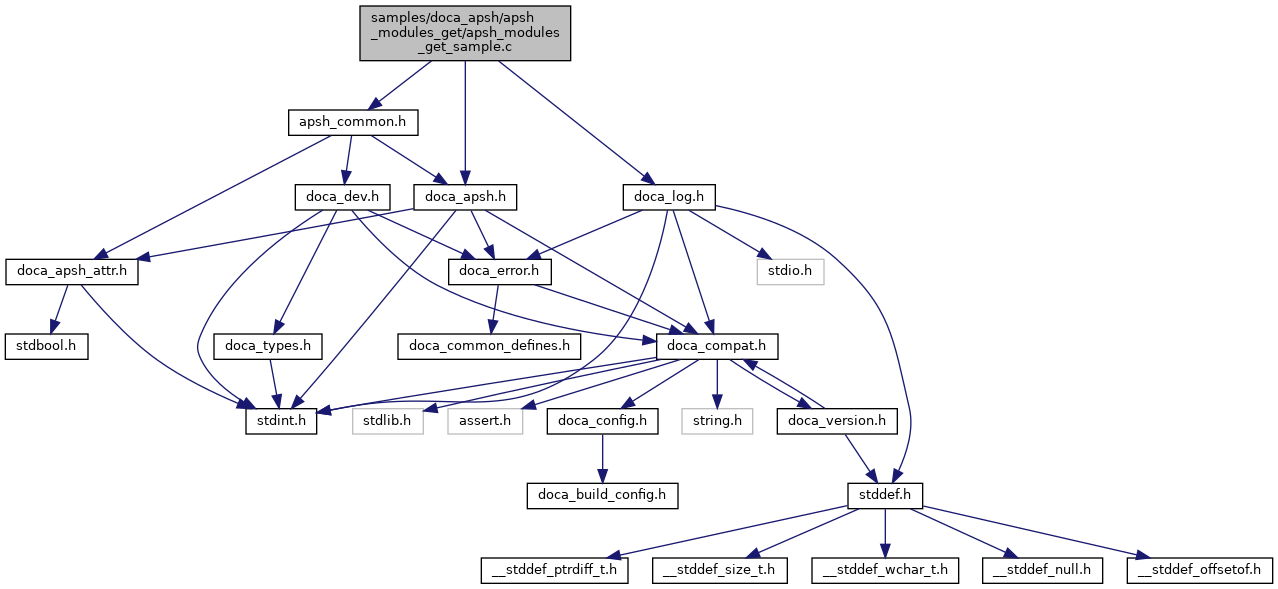 samples/doca_apsh/apsh
_modules_get/apsh_modules
_get_sample.c
apsh_common.h
doca_dev.h
doca_apsh.h
doca_log.h
doca_apsh_attr.h
doca_error.h
stdio.h
stdbool.h
doca_types.h
doca_common_defines.h
doca_compat.h
stdint.h
stdlib.h
assert.h
doca_config.h
string.h
doca_version.h
doca_build_config.h
stddef.h
__stddef_ptrdiff_t.h
__stddef_size_t.h
__stddef_wchar_t.h
__stddef_null.h
__stddef_offsetof.h